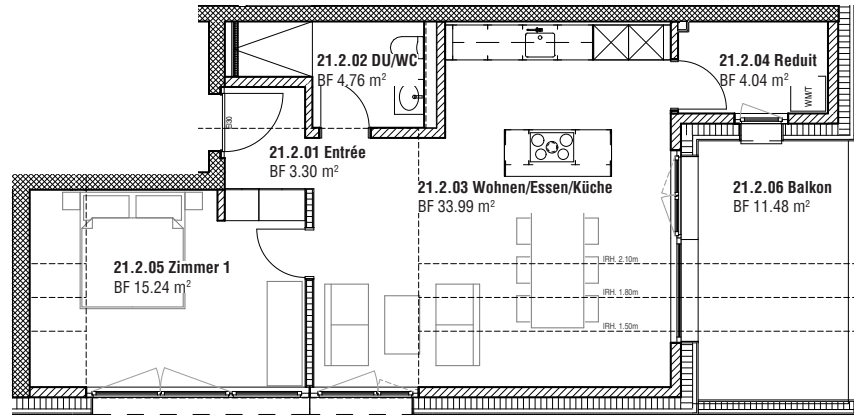 21.2.02 DU/WC
BF 4.76 m²
21.2.04 Reduit
BF 4.04 m²
WM/T
EI30
21.2.01 Entrée
BF 3.30 m²
21.2.03 Wohnen/Essen/Küche
BF 33.99 m²
21.2.06 Balkon
BF 11.48 m²
21.2.05 Zimmer 1
BF 15.24 m²
IRH. 2.10m
IRH. 1.80m
IRH. 1.50m